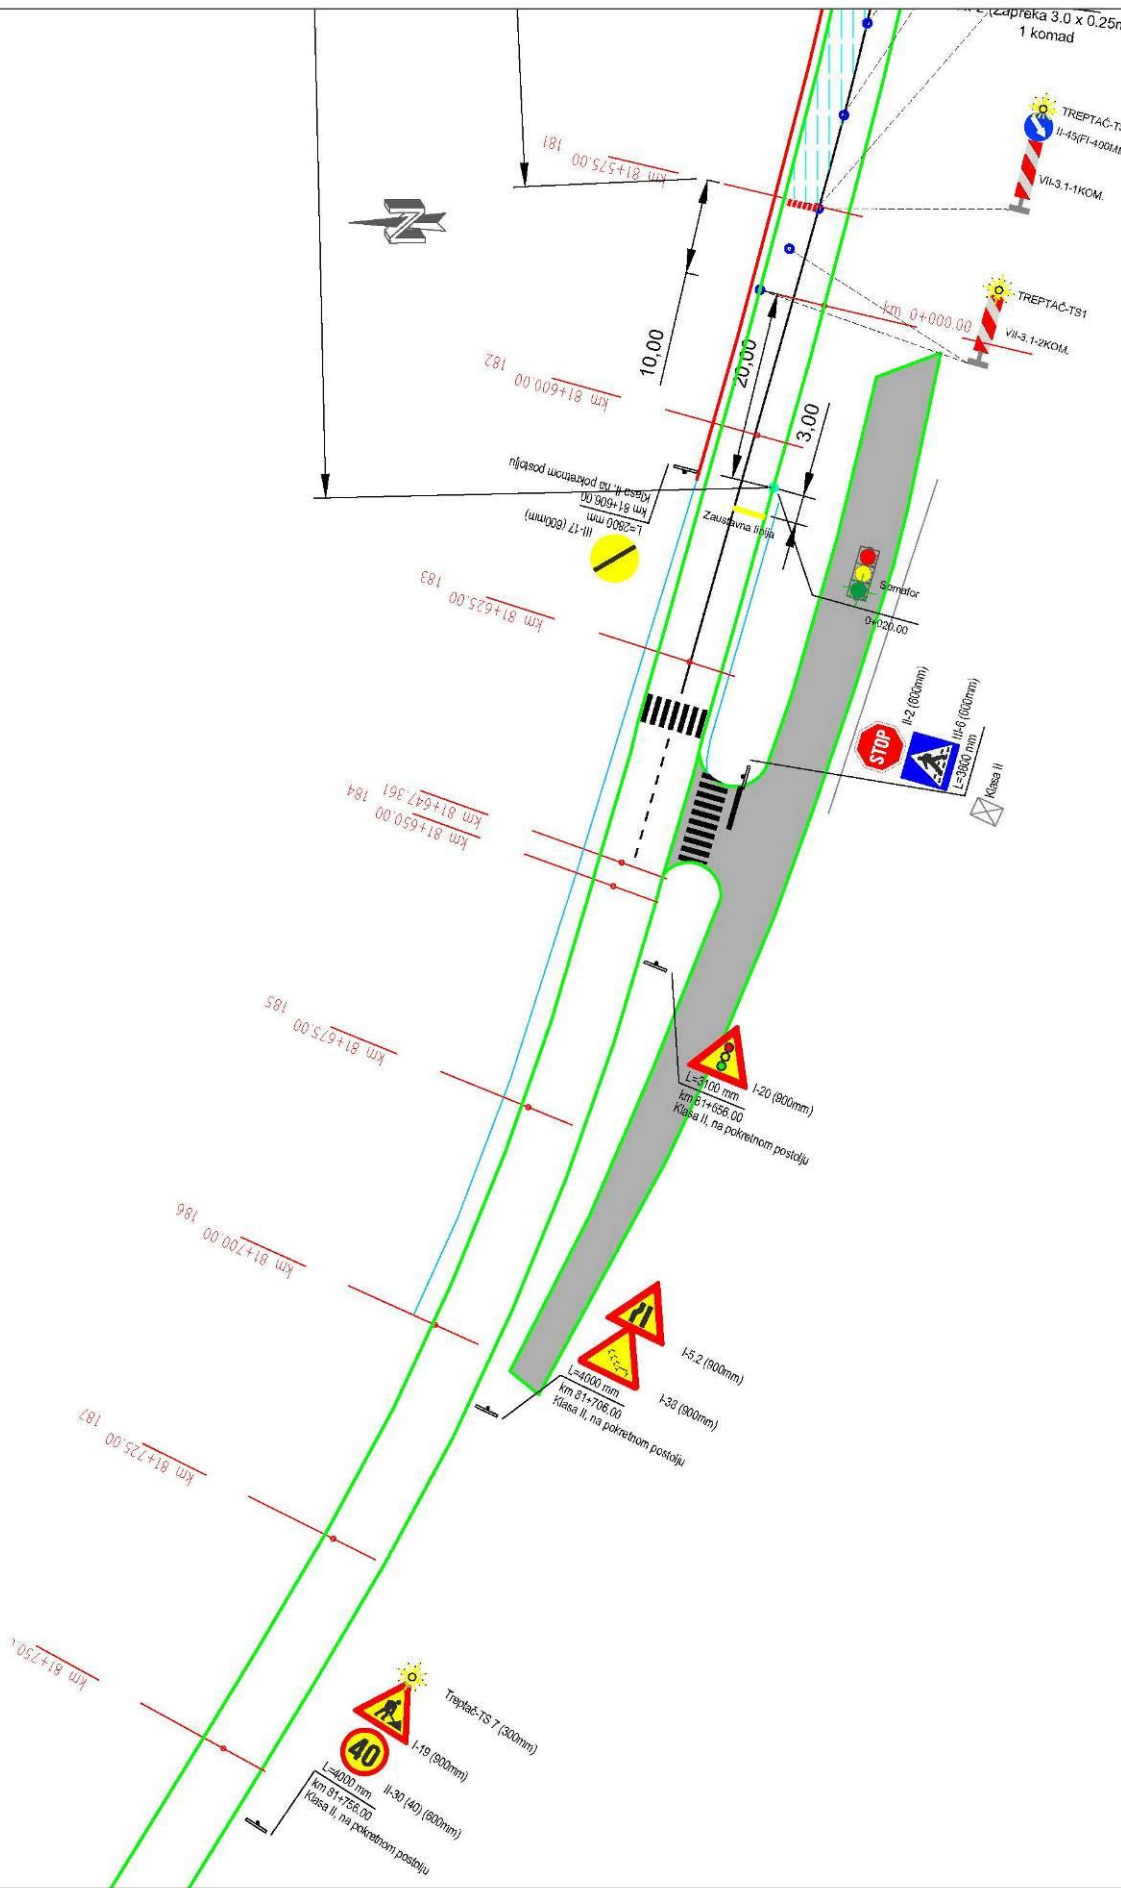 (Zapreka 3.0 x 0.25m
1 komad
TREPTAČ-TS
II-45(FI-400MM
VII-3.1-1KOM.
181 km 81+575.00
N
TREPTAČ-TS1
VII-3.1-2KOM.
km 0+000.00
10,00
20,00
3,00
182 km 81+600.00
III-17 (600mm)
L=2800 mm
km 81+606.00
Klasa II, na pokretnom postolju
Zaustavna linija
Semafor
0+020.00
183 km 81+625.00
STOP
II-2 (600mm)
III-6 (600mm)
L=3800 mm
Klasa II
km 81+647.361
184 km 81+650.00
185 km 81+675.00
I-20 (900mm)
L=3100 mm
km 81+656.00
Klasa II, na pokretnom postolju
186 km 81+700.00
I-5.2 (900mm)
I-38 (900mm)
L=4000 mm
km 81+706.00
Klasa II, na pokretnom postolju
187 km 81+725.00
km 81+750.
Treptač-TS 7 (300mm)
I-19 (900mm)
40
II-30 (40) (600mm)
L=4000 mm
km 81+756.00
Klasa II, na pokretnom postolju